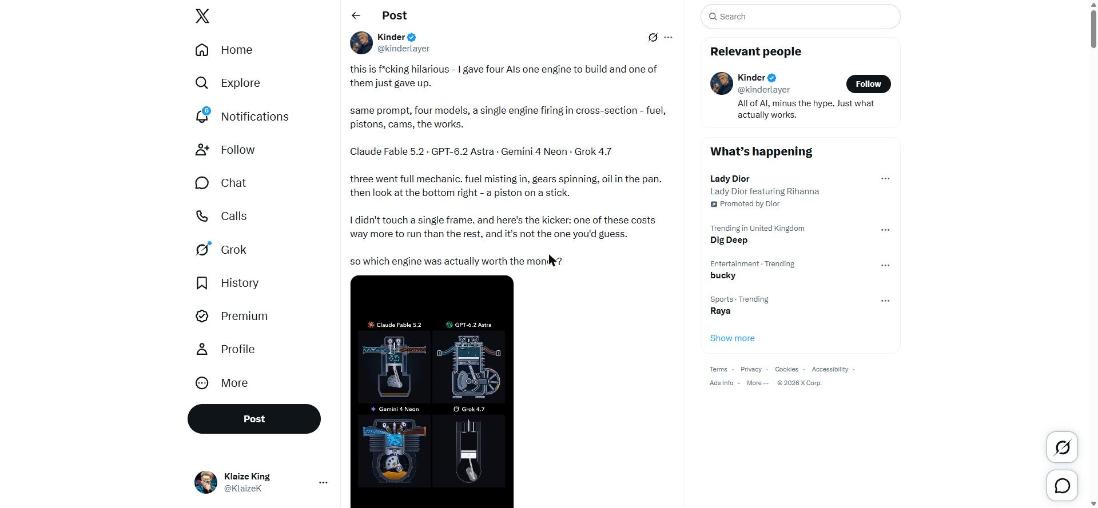 Home
Explore
6
Notifications
Follow
Chat
Calls
Grok
History
Premium
Profile
More
Post
Klaize King
@KlaizeK
Post
Kinder
@kinderlayer
this is f*cking hilarious - I gave four AIs one engine to build and one of
them just gave up.
same prompt, four models, a single engine firing in cross-section - fuel,
pistons, cams, the works.
Claude Fable 5.2 · GPT-6.2 Astra · Gemini 4 Neon · Grok 4.7
three went full mechanic. fuel misting in, gears spinning, oil in the pan.
then look at the bottom right - a piston on a stick.
I didn't touch a single frame. and here's the kicker: one of these costs
way more to run than the rest, and it's not the one you'd guess.
so which engine was actually worth the money?
Claude Fable 5.2
GPT-6.2 Astra
Gemini 4 Neon
Grok 4.7
Search
Relevant people
Kinder
@kinderlayer
Follow
All of AI, minus the hype. Just what
actually works.
What's happening
Lady Dior
Lady Dior featuring Rihanna
Promoted by Dior
Trending in United Kingdom
Dig Deep
Entertainment · Trending
bucky
Sports · Trending
Raya
Show more
Terms · Privacy · Cookies · Accessibility ·
Ads info · More ··· © 2026 X Corp.